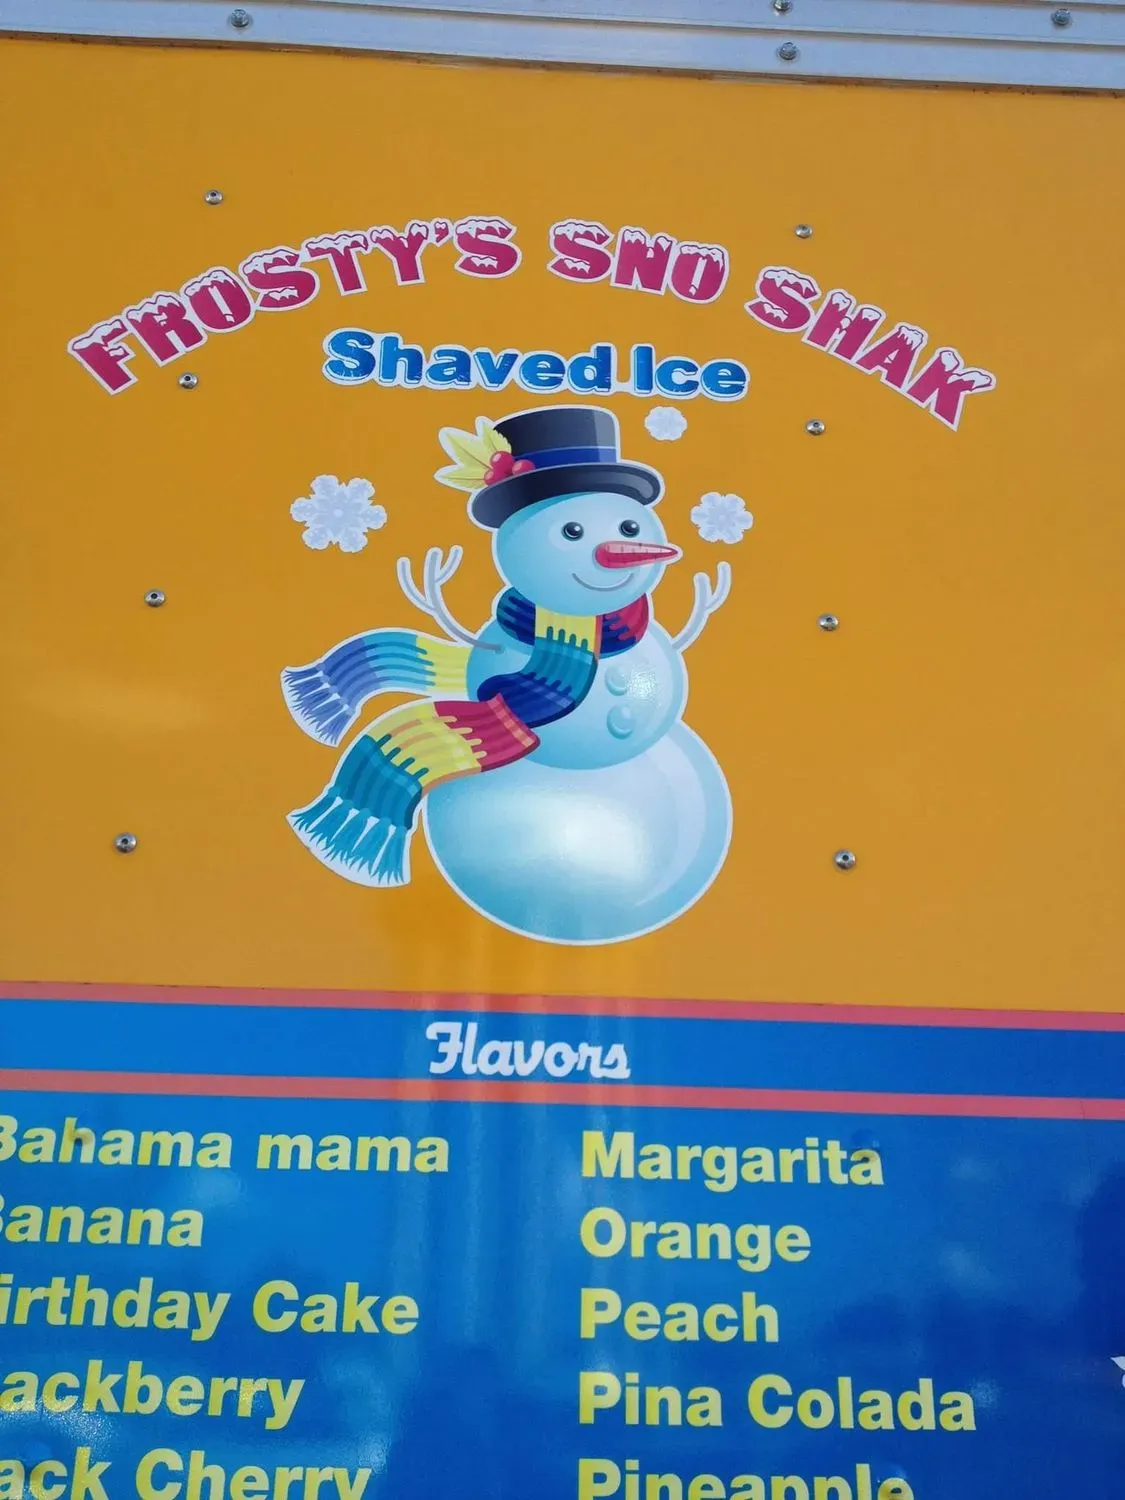 FROSTY'S SNO SHAK
Shaved Ice
Flavors
Bahama mama
Banana
irthday Cake
ackberry
ack Cherry
Margarita
Orange
Peach
Pina Colada
Pineapple